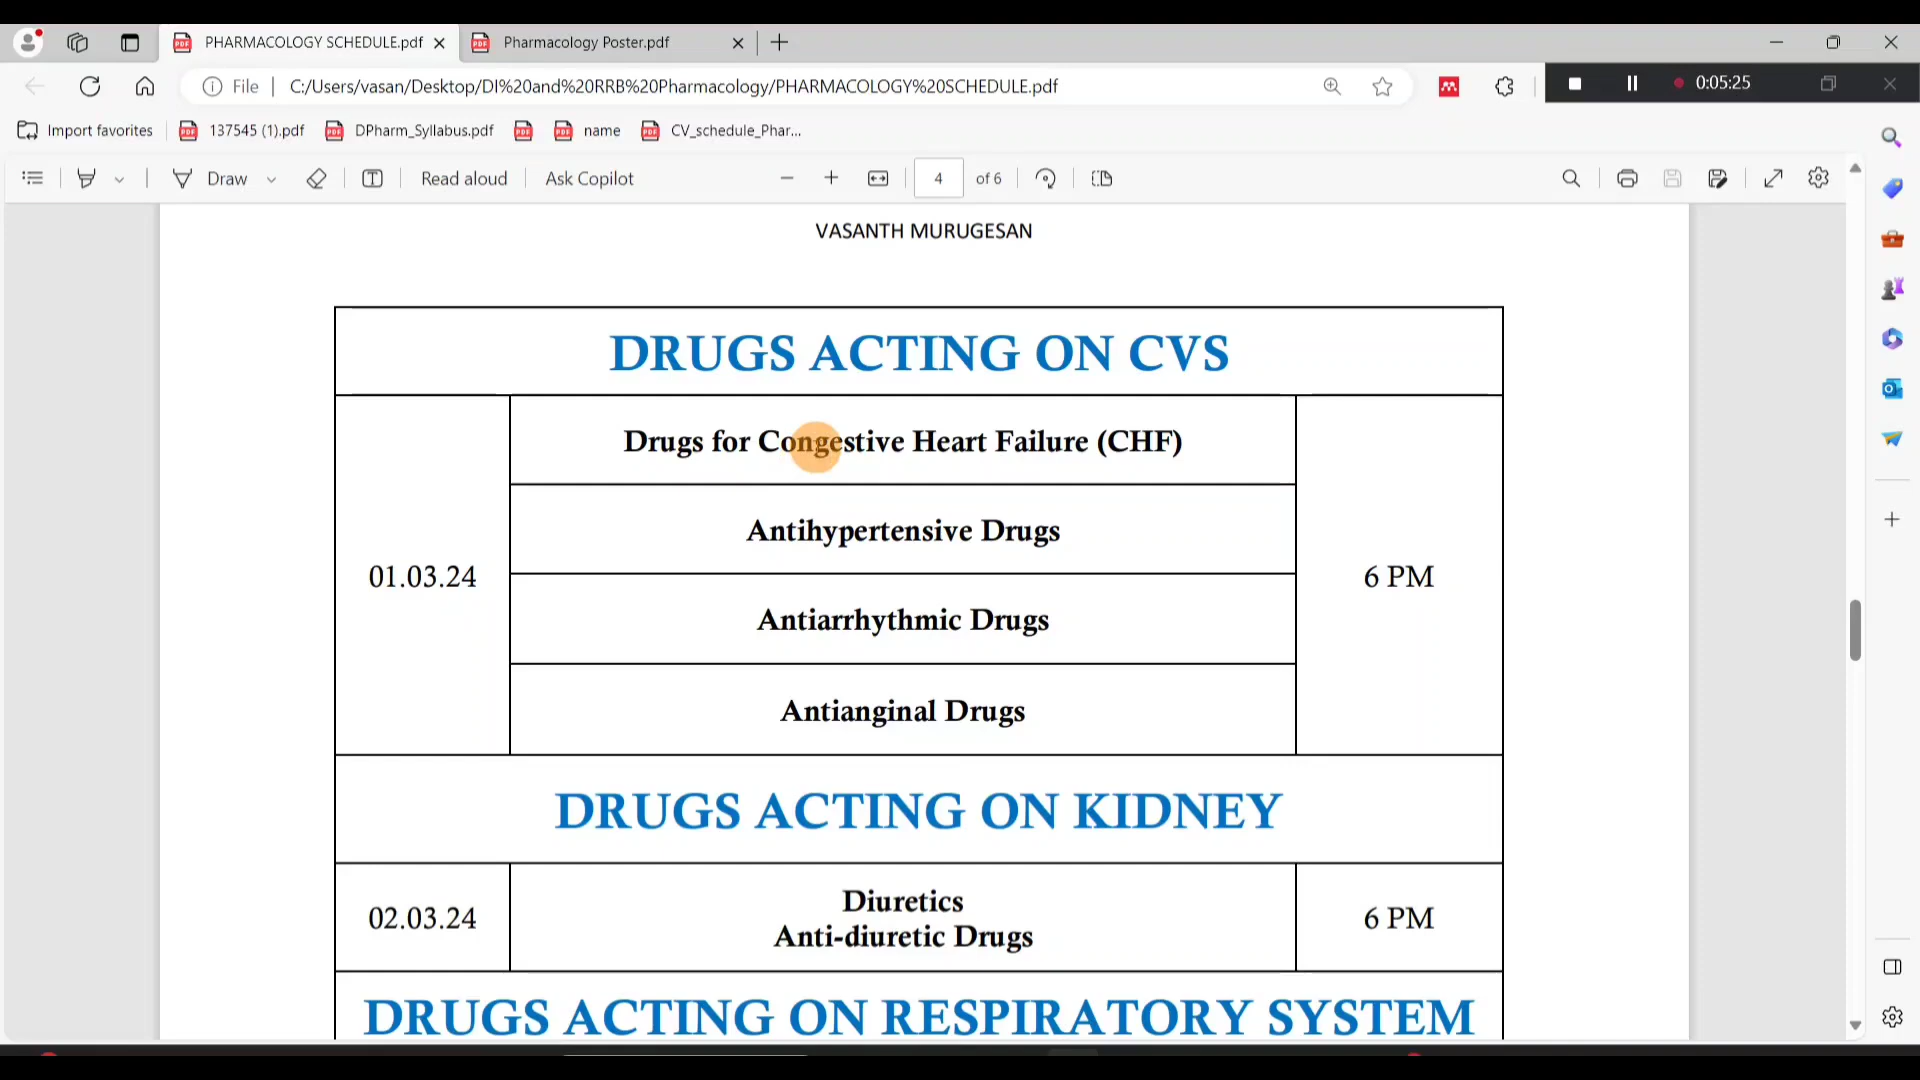 PHARMACOLOGY SCHEDULE.pdf
Pharmacology Poster.pdf
File
C:/Users/vasan/Desktop/DI%20and%20RRB%20Pharmacology/PHARMACOLOGY%20SCHEDULE.pdf
0:05:25
Import favorites
137545 (1).pdf
DPharm_Syllabus.pdf
name
CV_schedule_Phar...
Draw
Read aloud
Ask Copilot
4 of 6
VASANTH MURUGESAN
DRUGS ACTING ON CVS
Drugs for Congestive Heart Failure (CHF)
Antihypertensive Drugs
01.03.24
6 PM
Antiarrhythmic Drugs
Antianginal Drugs
DRUGS ACTING ON KIDNEY
02.03.24
Diuretics
Anti-diuretic Drugs
6 PM
DRUGS ACTING ON RESPIRATORY SYSTEM